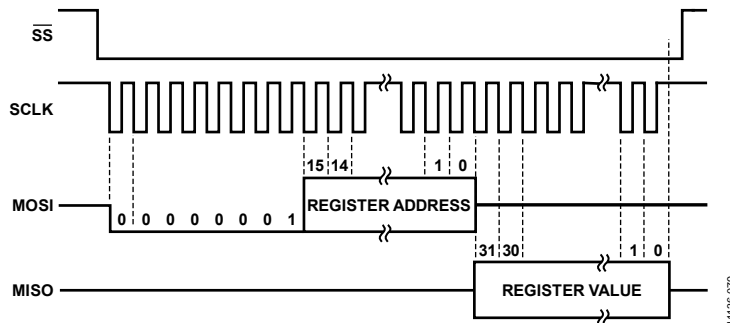 SS
SCLK
15 14 1 0
MOSI 0 0 0 0 0 0 0 1 REGISTER ADDRESS
31 30 1 0
MISO REGISTER VALUE